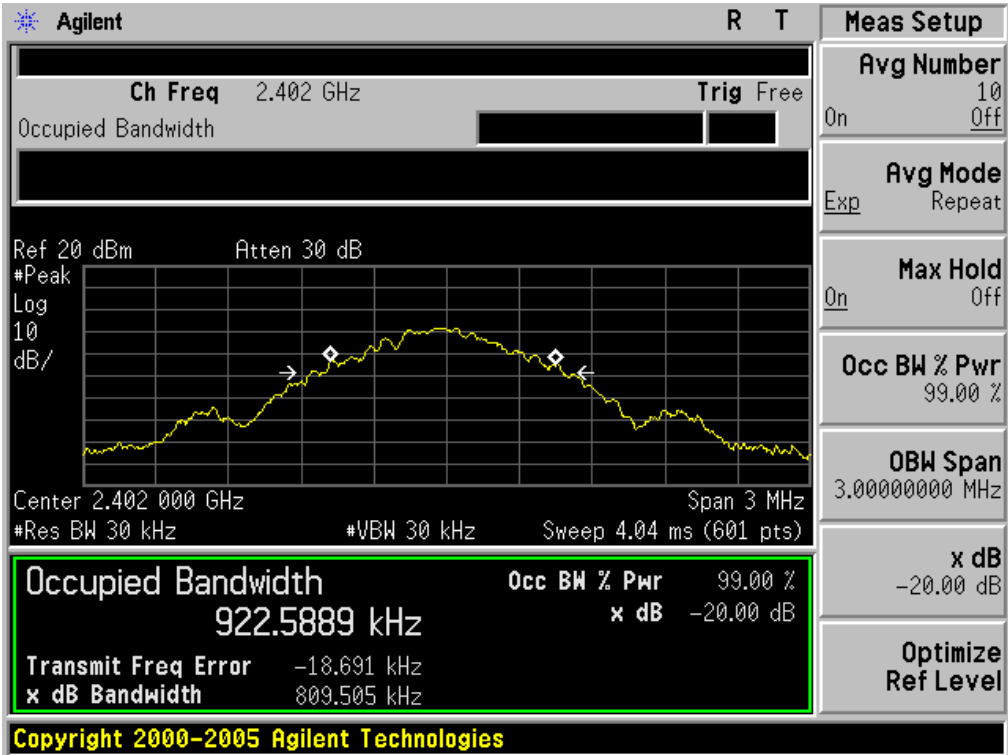 Agilent R T
Ch Freq 2.402 GHz Trig Free
Occupied Bandwidth
Ref 20 dBm Atten 30 dB
#Peak
Log
10
dB/
Center 2.402 000 GHz Span 3 MHz
#Res BW 30 kHz #VBW 30 kHz Sweep 4.04 ms (601 pts)
Occupied Bandwidth
922.5889 kHz
Occ BW % Pwr 99.00 %
x dB -20.00 dB
Transmit Freq Error -18.691 kHz
x dB Bandwidth 809.505 kHz
Copyright 2000-2005 Agilent Technologies
Meas Setup
Avg Number
10
On Off
Avg Mode
Exp Repeat
Max Hold
On Off
Occ BW % Pwr
99.00 %
OBW Span
3.00000000 MHz
x dB
-20.00 dB
Optimize
Ref Level